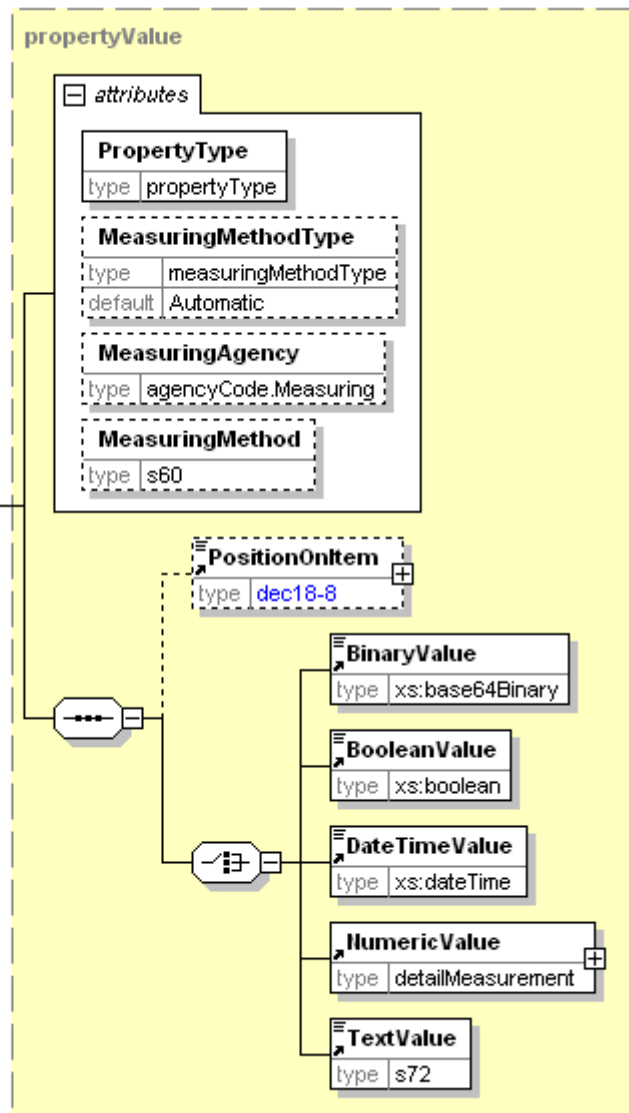 propertyValue
attributes
PropertyType
type propertyType
MeasuringMethodType
type measuringMethodType
default Automatic
MeasuringAgency
type agencyCode.Measuring
MeasuringMethod
type s60
PositionOnItem
type dec18-8
BinaryValue
type xs:base64Binary
BooleanValue
type xs:boolean
DateTimeValue
type xs:dateTime
NumericValue
type detailMeasurement
TextValue
type s72